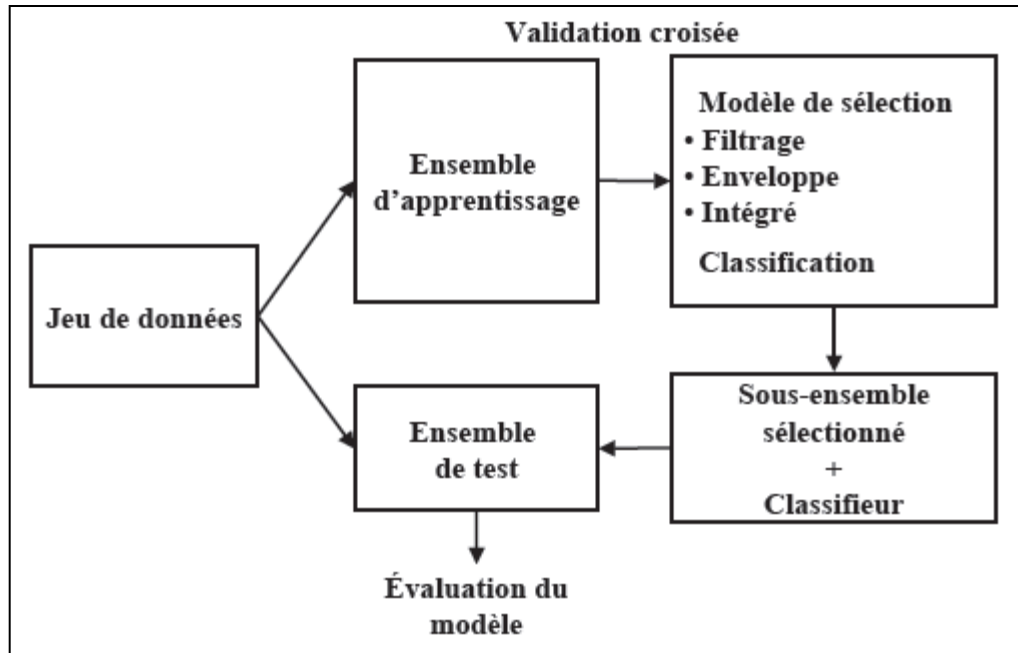 Validation croisée
Jeu de données
Ensemble
d'apprentissage
Modèle de sélection
• Filtrage
• Enveloppe
• Intégré
Classification
Sous-ensemble
sélectionné
+
Classifieur
Ensemble
de test
Évaluation du
modèle